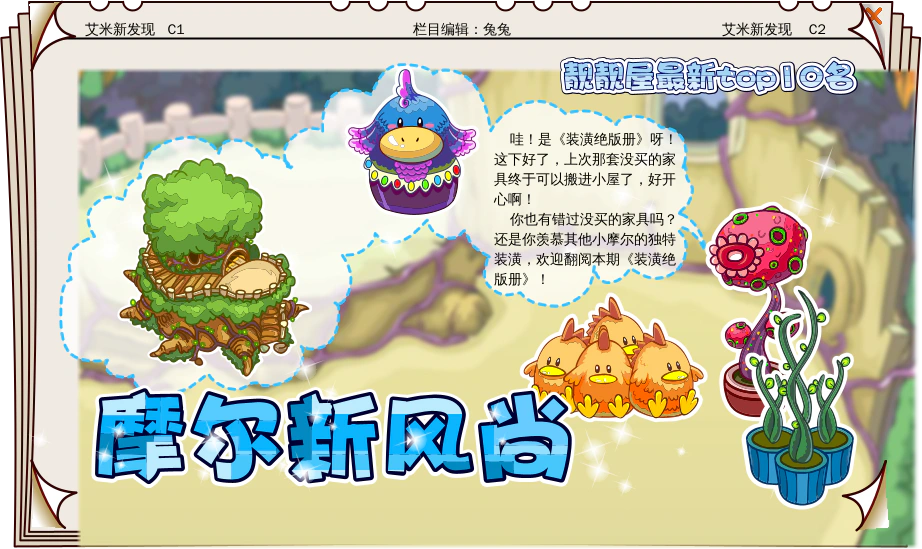 艾米新发现 C1
栏目编辑：兔兔
艾米新发现 C2
靓靓屋最新top10名
哇！是《装潢绝版册》呀！
这下好了，上次那套没买的家
具终于可以搬进小屋了，好开
心啊！
你也有错过没买的家具吗？
还是你羡慕其他小摩尔的独特
装潢，欢迎翻阅本期《装潢绝
版册》！
摩尔新风尚